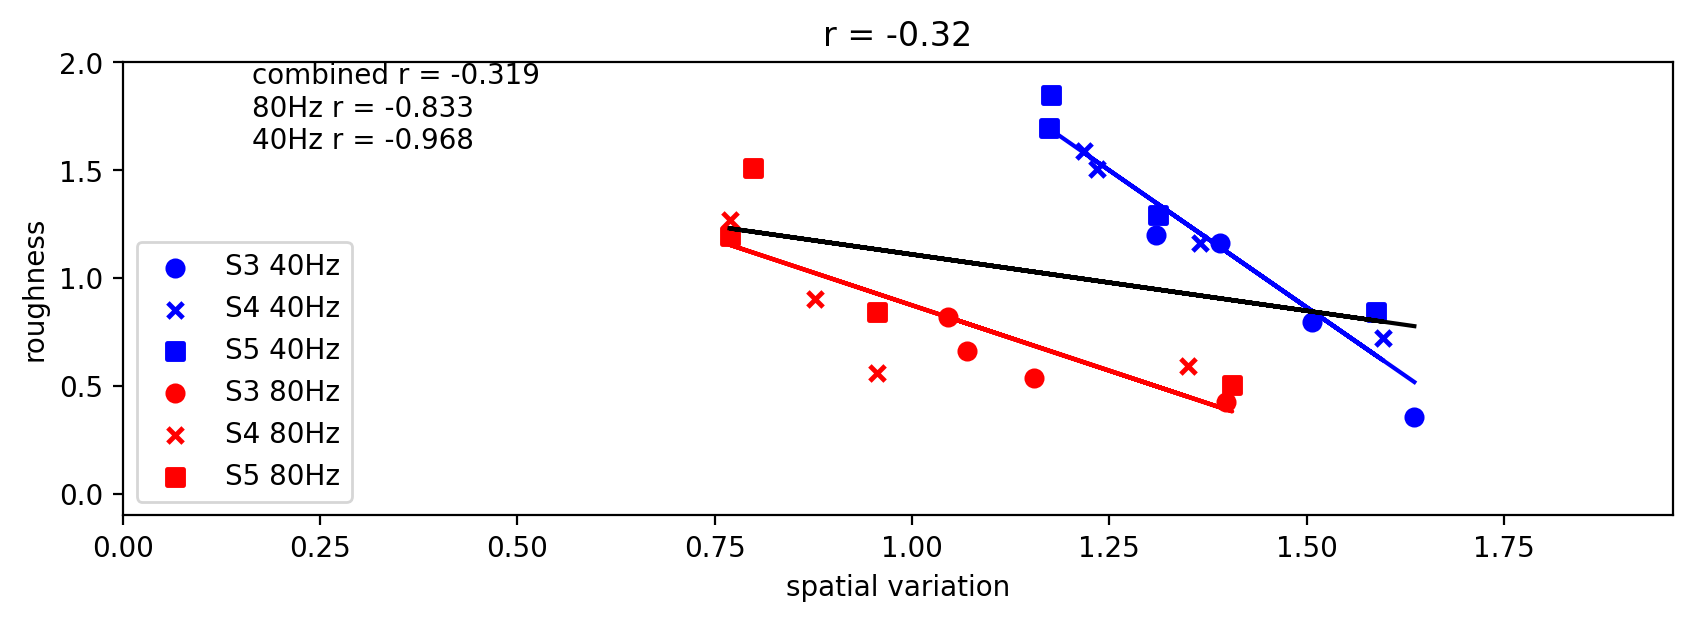 r = -0.32
combined r = -0.319
80Hz r = -0.833
40Hz r = -0.968
2.0
1.5
1.0
0.5
0.0
roughness
S3 40Hz
S4 40Hz
S5 40Hz
S3 80Hz
S4 80Hz
S5 80Hz
0.00 0.25 0.50 0.75 1.00 1.25 1.50 1.75
spatial variation